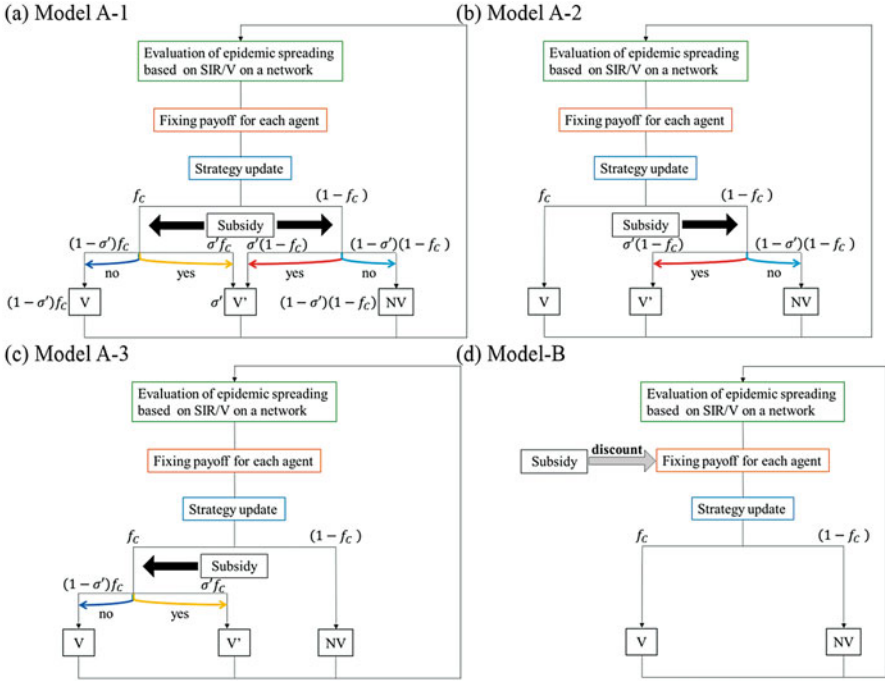 (a) Model A-1
Evaluation of epidemic spreading
based on SIR/V on a network
Fixing payoff for each agent
Strategy update
f_C
(1 − f_C)
Subsidy
(1 − σ')f_C
σ'f_C
σ'(1 − f_C)
(1 − σ')(1 − f_C)
no
yes
yes
no
(1 − σ')f_C
V
σ'
V'
(1 − σ')(1 − f_C)
NV
(b) Model A-2
Evaluation of epidemic spreading
based on SIR/V on a network
Fixing payoff for each agent
Strategy update
f_C
(1 − f_C)
Subsidy
σ'(1 − f_C)
(1 − σ')(1 − f_C)
yes
no
V
V'
NV
(c) Model A-3
Evaluation of epidemic spreading
based on SIR/V on a network
Fixing payoff for each agent
Strategy update
f_C
(1 − f_C)
Subsidy
(1 − σ')f_C
σ'f_C
no
yes
V
V'
NV
(d) Model-B
Evaluation of epidemic spreading
based on SIR/V on a network
Subsidy
discount
Fixing payoff for each agent
Strategy update
f_C
(1 − f_C)
V
NV